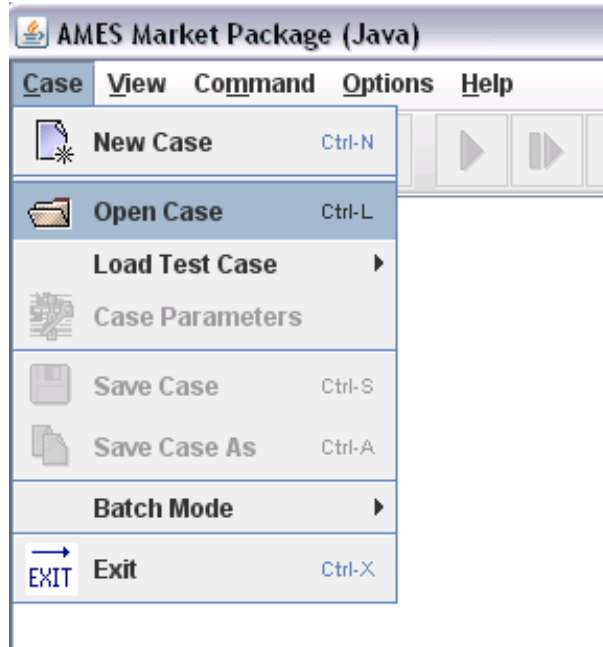 AMES Market Package (Java)
Case View Command Options Help
New Case Ctrl-N
Open Case Ctrl-L
Load Test Case
Case Parameters
Save Case Ctrl-S
Save Case As Ctrl-A
Batch Mode
EXIT Exit Ctrl-X